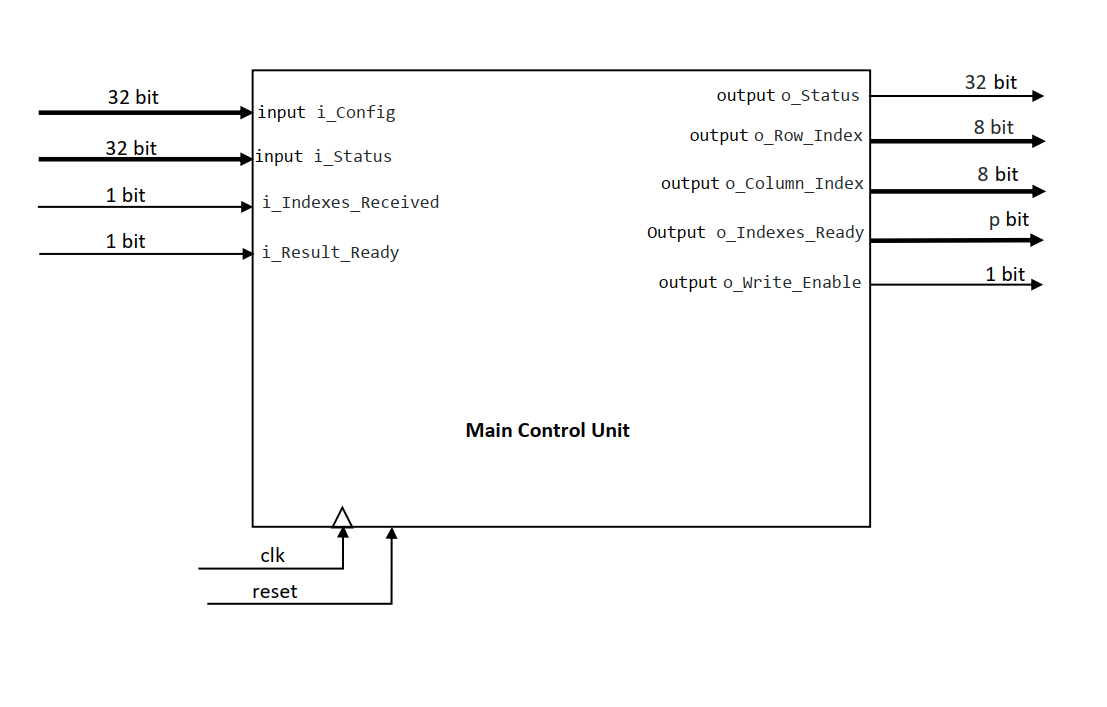 32 bit
input i_Config
32 bit
input i_Status
1 bit
i_Indexes_Received
1 bit
i_Result_Ready
output o_Status
32 bit
output o_Row_Index
8 bit
output o_Column_Index
8 bit
Output o_Indexes_Ready
p bit
output o_Write_Enable
1 bit
Main Control Unit
clk
reset